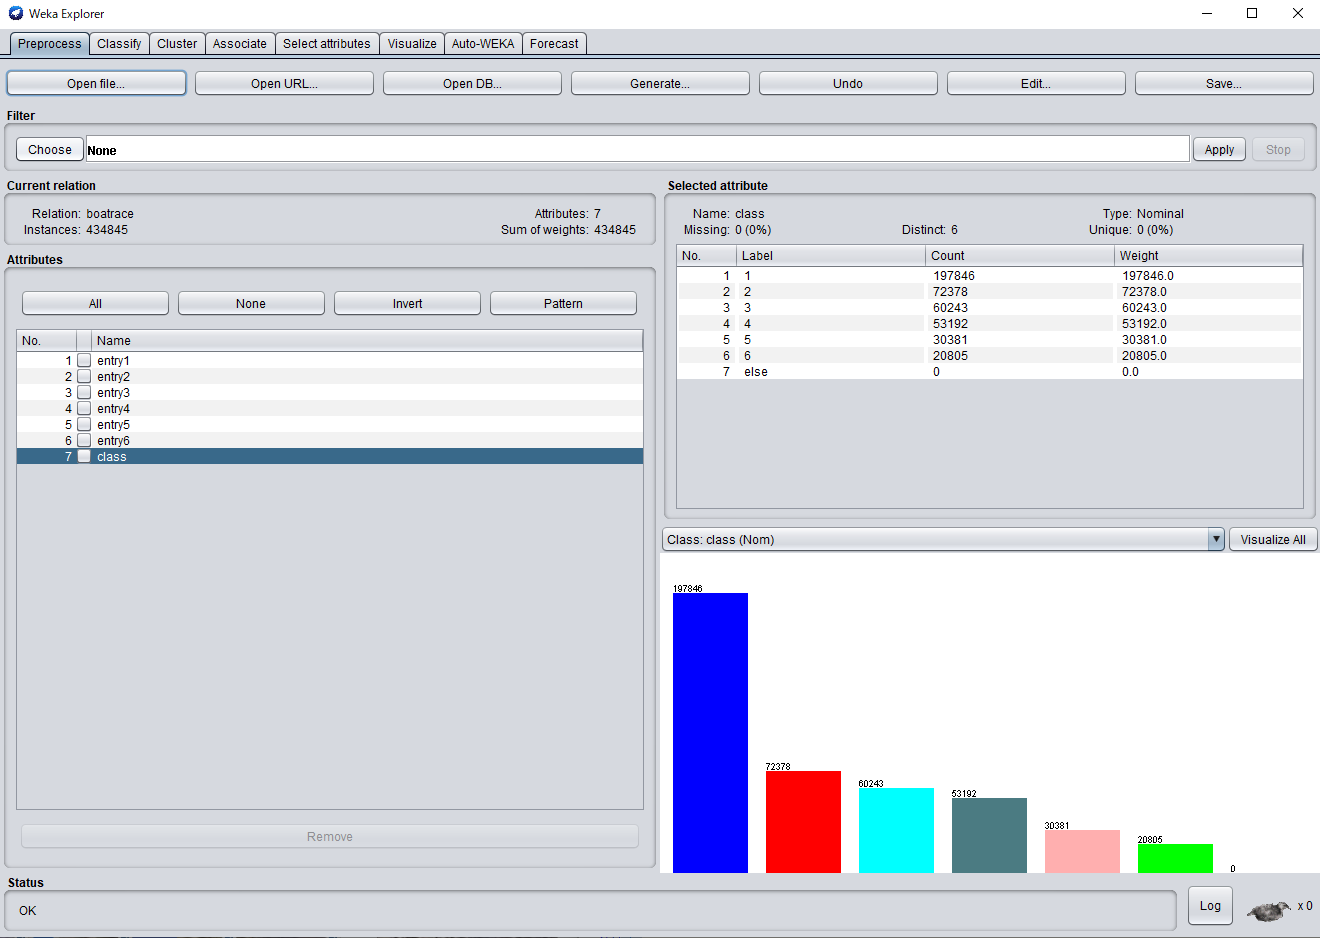 Weka Explorer
Preprocess Classify Cluster Associate Select attributes Visualize Auto-WEKA Forecast
Open file... Open URL... Open DB... Generate... Undo Edit... Save...
Filter
Choose None Apply Stop
Current relation
Relation: boatrace Attributes: 7
Instances: 434845 Sum of weights: 434845
Attributes
All None Invert Pattern
No. Name
1 entry1
2 entry2
3 entry3
4 entry4
5 entry5
6 entry6
7 class
Remove
Selected attribute
Name: class Type: Nominal
Missing: 0 (0%) Distinct: 6 Unique: 0 (0%)
No. Label Count Weight
1 1 197846 197846.0
2 2 72378 72378.0
3 3 60243 60243.0
4 4 53192 53192.0
5 5 30381 30381.0
6 6 20805 20805.0
7 else 0 0.0
Class: class (Nom) Visualize All
197846
72378
60243
53192
30381
20805
0
Status
OK
Log x 0